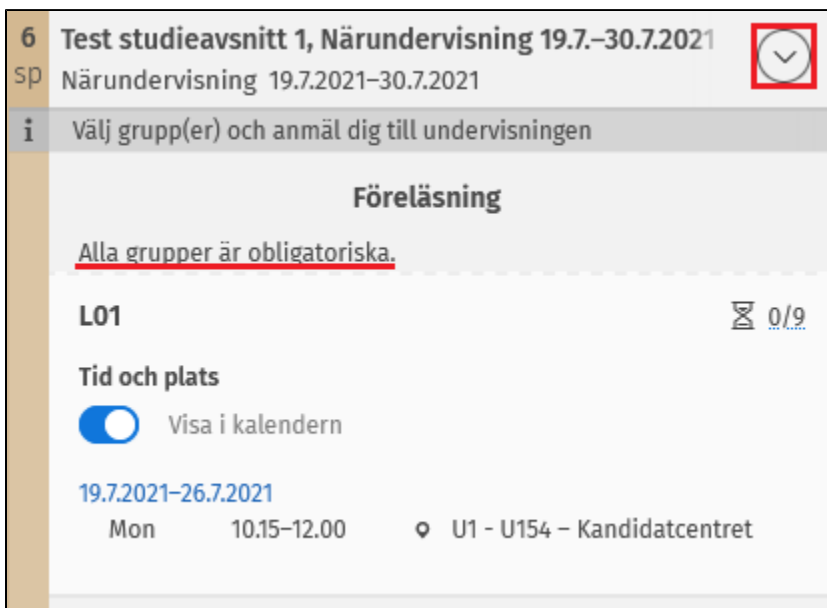 6 Test studieavsnitt 1, Närundervisning 19.7.–30.7.2021
sp Närundervisning 19.7.2021–30.7.2021
i Välj grupp(er) och anmäl dig till undervisningen
Föreläsning
Alla grupper är obligatoriska.
L01 0/9
Tid och plats
Visa i kalendern
19.7.2021–26.7.2021
Mon 10.15–12.00 U1 - U154 – Kandidatcentret